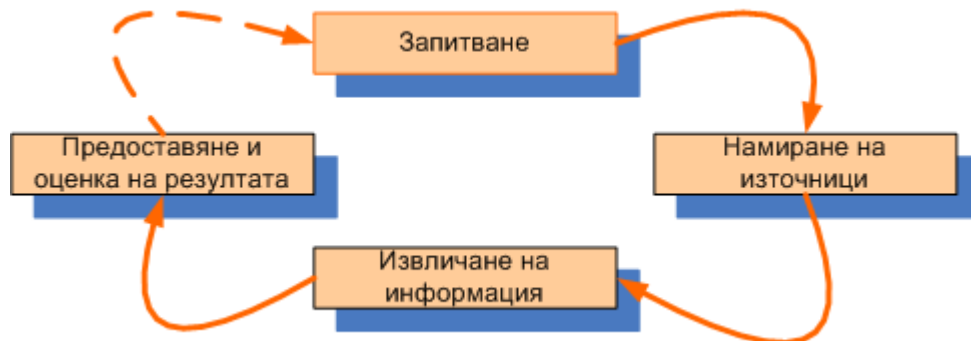 Запитване
Намиране на
източници
Извличане на
информация
Предоставяне и
оценка на резултата